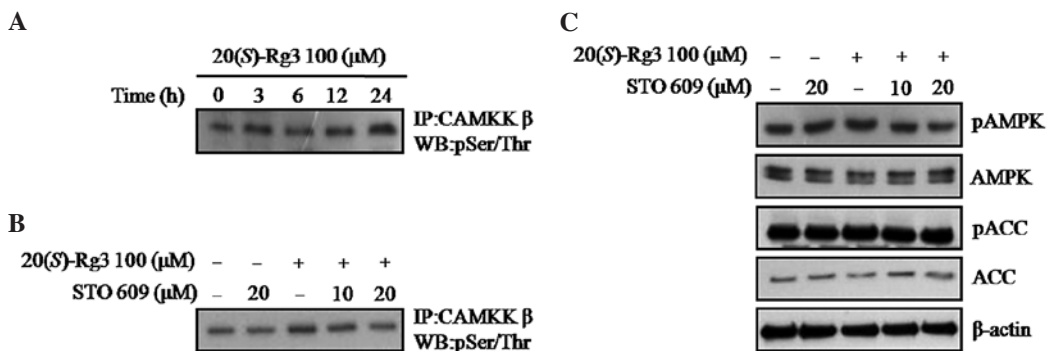 A
20(S)-Rg3 100 (μM)
Time (h) 0 3 6 12 24
IP:CAMKK β
WB:pSer/Thr
B
20(S)-Rg3 100 (μM) – – + + +
STO 609 (μM) – 20 – 10 20
IP:CAMKK β
WB:pSer/Thr
C
20(S)-Rg3 100 (μM) – – + + +
STO 609 (μM) – 20 – 10 20
pAMPK
AMPK
pACC
ACC
β-actin